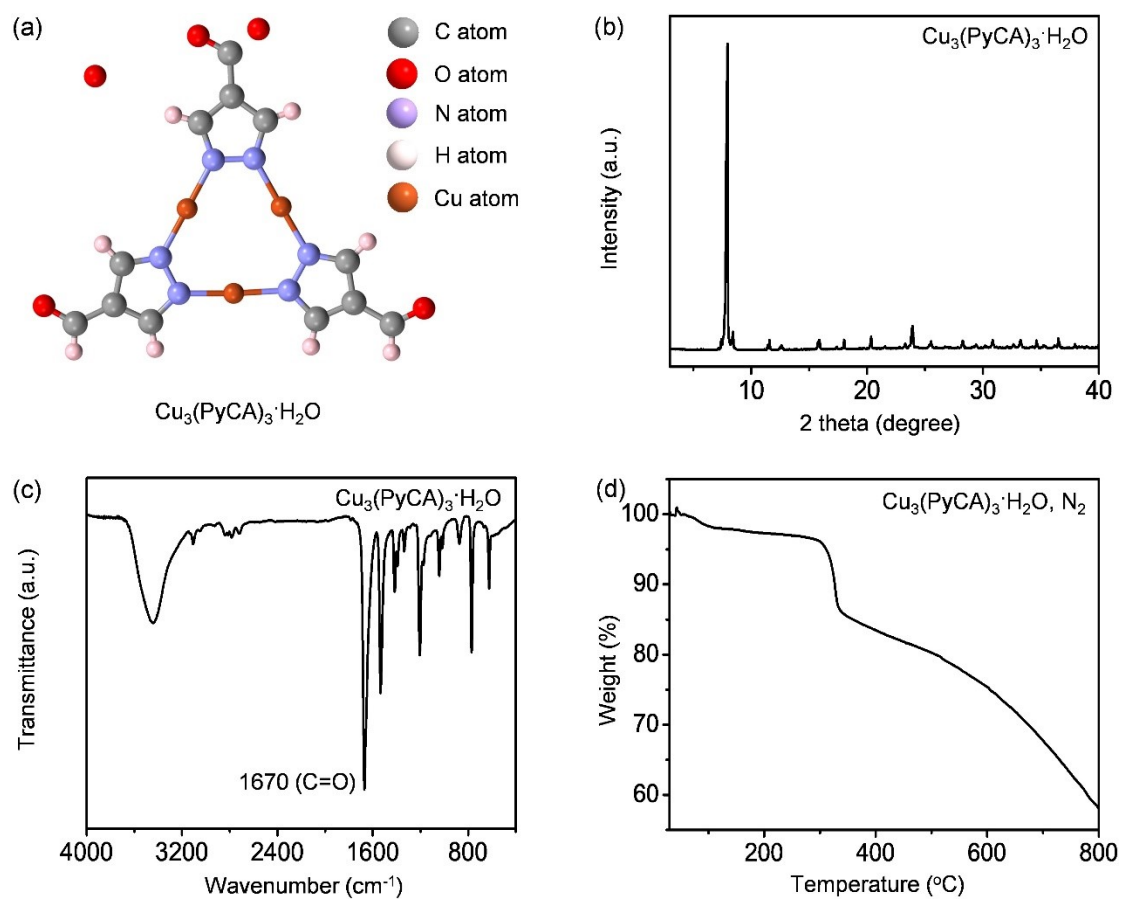 (a)
C atom
O atom
N atom
H atom
Cu atom
Cu₃(PyCA)₃·H₂O
(b)
Cu₃(PyCA)₃·H₂O
Intensity (a.u.)
10 20 30 40
2 theta (degree)
(c)
Cu₃(PyCA)₃·H₂O
Transmittance (a.u.)
1670 (C=O)
4000 3200 2400 1600 800
Wavenumber (cm⁻¹)
(d)
Cu₃(PyCA)₃·H₂O, N₂
Weight (%)
100
90
80
70
60
200 400 600 800
Temperature (ºC)